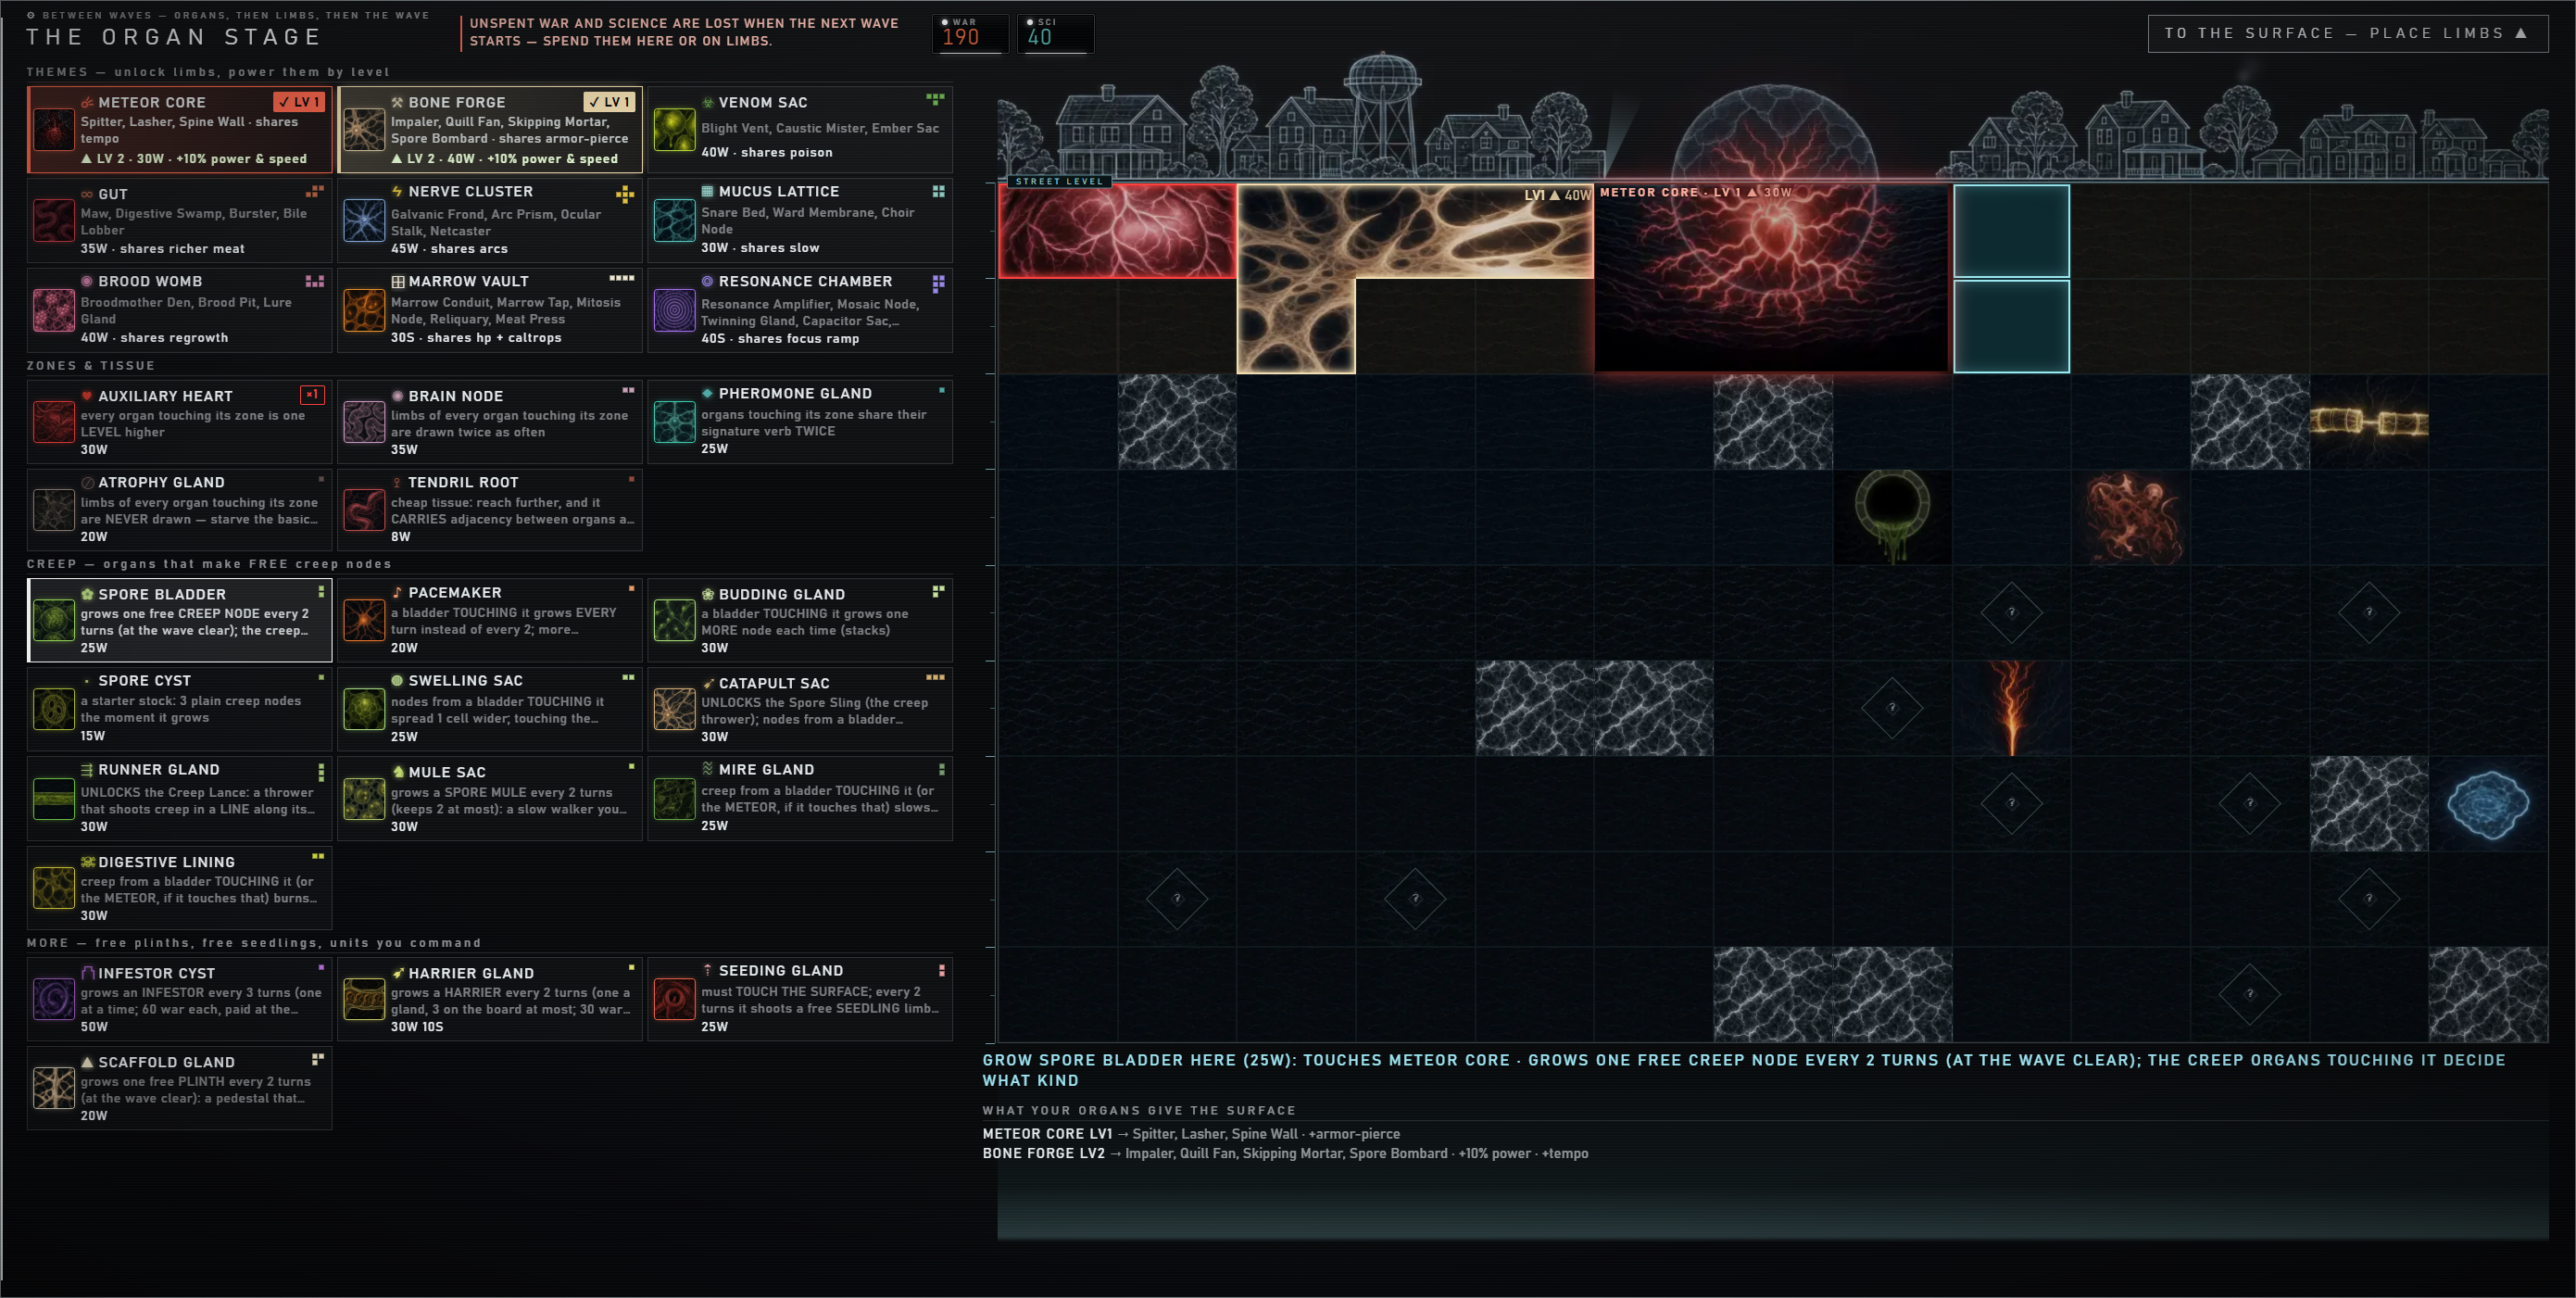 BETWEEN WAVES — ORGANS, THEN LIMBS, THEN THE WAVE
THE ORGAN STAGE
UNSPENT WAR AND SCIENCE ARE LOST WHEN THE NEXT WAVE
STARTS — SPEND THEM HERE OR ON LIMBS.
WAR
190
SCI
40
TO THE SURFACE — PLACE LIMBS ▲
THEMES — unlock limbs, power them by level
METEOR CORE
✓ LV 1
Spitter, Lasher, Spine Wall · shares
tempo
▲ LV 2 · 30W · +10% power & speed
BONE FORGE
✓ LV 1
Impaler, Quill Fan, Skipping Mortar,
Spore Bombard · shares armor-pierce
▲ LV 2 · 40W · +10% power & speed
VENOM SAC
Blight Vent, Caustic Mister, Ember Sac
40W · shares poison
GUT
Maw, Digestive Swamp, Burster, Bile
Lobber
35W · shares richer meat
NERVE CLUSTER
Galvanic Frond, Arc Prism, Ocular
Stalk, Netcaster
45W · shares arcs
MUCUS LATTICE
Snare Bed, Ward Membrane, Choir
Node
30W · shares slow
BROOD WOMB
Broodmother Den, Brood Pit, Lure
Gland
40W · shares regrowth
MARROW VAULT
Marrow Conduit, Marrow Tap, Mitosis
Node, Reliquary, Meat Press
30S · shares hp + caltrops
RESONANCE CHAMBER
Resonance Amplifier, Mosaic Node,
Twinning Gland, Capacitor Sac,…
40S · shares focus ramp
ZONES & TISSUE
AUXILIARY HEART
×1
every organ touching its zone is one
LEVEL higher
30W
BRAIN NODE
limbs of every organ touching its zone
are drawn twice as often
35W
PHEROMONE GLAND
organs touching its zone share their
signature verb TWICE
25W
ATROPHY GLAND
limbs of every organ touching its zone
are NEVER drawn — starve the basic…
20W
TENDRIL ROOT
cheap tissue: reach further, and it
CARRIES adjacency between organs a…
8W
CREEP — organs that make FREE creep nodes
SPORE BLADDER
grows one free CREEP NODE every 2
turns (at the wave clear); the creep…
25W
PACEMAKER
a bladder TOUCHING it grows EVERY
turn instead of every 2; more…
20W
BUDDING GLAND
a bladder TOUCHING it grows one
MORE node each time (stacks)
30W
SPORE CYST
a starter stock: 3 plain creep nodes
the moment it grows
15W
SWELLING SAC
nodes from a bladder TOUCHING it
spread 1 cell wider; touching the…
25W
CATAPULT SAC
UNLOCKS the Spore Sling (the creep
thrower); nodes from a bladder…
30W
RUNNER GLAND
UNLOCKS the Creep Lance: a thrower
that shoots creep in a LINE along its…
30W
MULE SAC
grows a SPORE MULE every 2 turns
(keeps 2 at most): a slow walker you…
30W
MIRE GLAND
creep from a bladder TOUCHING it (or
the METEOR, if it touches that) slows…
25W
DIGESTIVE LINING
creep from a bladder TOUCHING it (or
the METEOR, if it touches that) burns…
30W
MORE — free plinths, free seedlings, units you command
INFESTOR CYST
grows an INFESTOR every 3 turns (one
at a time; 60 war each, paid at the…
50W
HARRIER GLAND
grows a HARRIER every 2 turns (one a
gland, 3 on the board at most; 30 war…
30W 10S
SEEDING GLAND
must TOUCH THE SURFACE; every 2
turns it shoots a free SEEDLING limb…
25W
SCAFFOLD GLAND
grows one free PLINTH every 2 turns
(at the wave clear): a pedestal that…
20W
STREET LEVEL
LV1 ▲ 40W
METEOR CORE · LV 1 ▲ 30W
?
?
?
?
?
?
?
?
?
GROW SPORE BLADDER HERE (25W): TOUCHES METEOR CORE · GROWS ONE FREE CREEP NODE EVERY 2 TURNS (AT THE WAVE CLEAR); THE CREEP ORGANS TOUCHING IT DECIDE
WHAT KIND
WHAT YOUR ORGANS GIVE THE SURFACE
METEOR CORE LV1 → Spitter, Lasher, Spine Wall · +armor-pierce
BONE FORGE LV2 → Impaler, Quill Fan, Skipping Mortar, Spore Bombard · +10% power · +tempo